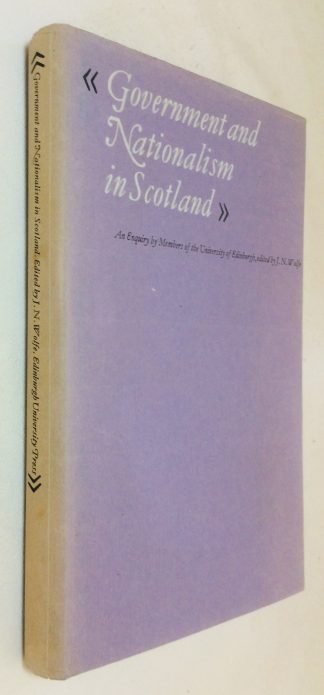 « Government and
Nationalism
in Scotland »
An Enquiry by Members of the University of Edinburgh, edited by J. N. Wolfe
« Government and Nationalism in Scotland. Edited by J. N. Wolfe. Edinburgh University Press »